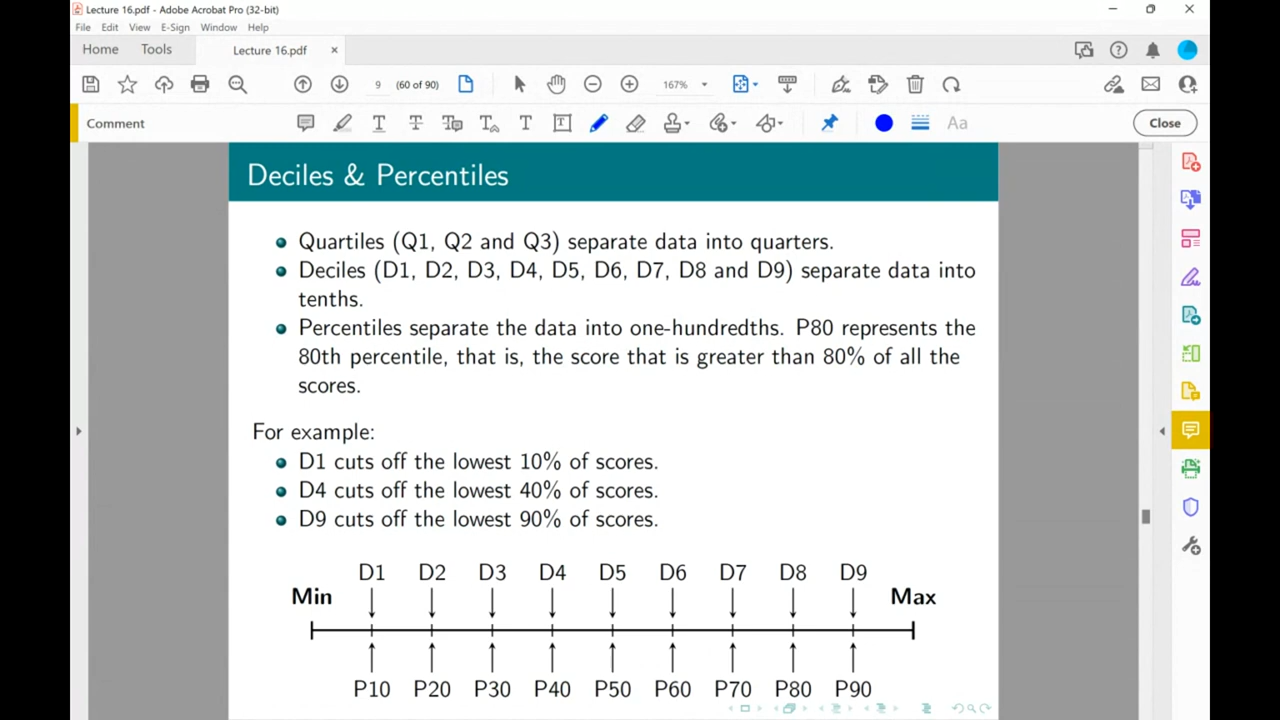 Lecture 16.pdf - Adobe Acrobat Pro (32-bit)
File Edit View E-Sign Window Help
Home Tools Lecture 16.pdf ×
9 (60 of 90) 167%
Comment Aa Close
Deciles & Percentiles
Quartiles (Q1, Q2 and Q3) separate data into quarters.
Deciles (D1, D2, D3, D4, D5, D6, D7, D8 and D9) separate data into
tenths.
Percentiles separate the data into one-hundredths. P80 represents the
80th percentile, that is, the score that is greater than 80% of all the
scores.
For example:
D1 cuts off the lowest 10% of scores.
D4 cuts off the lowest 40% of scores.
D9 cuts off the lowest 90% of scores.
D1 D2 D3 D4 D5 D6 D7 D8 D9
Min Max
P10 P20 P30 P40 P50 P60 P70 P80 P90